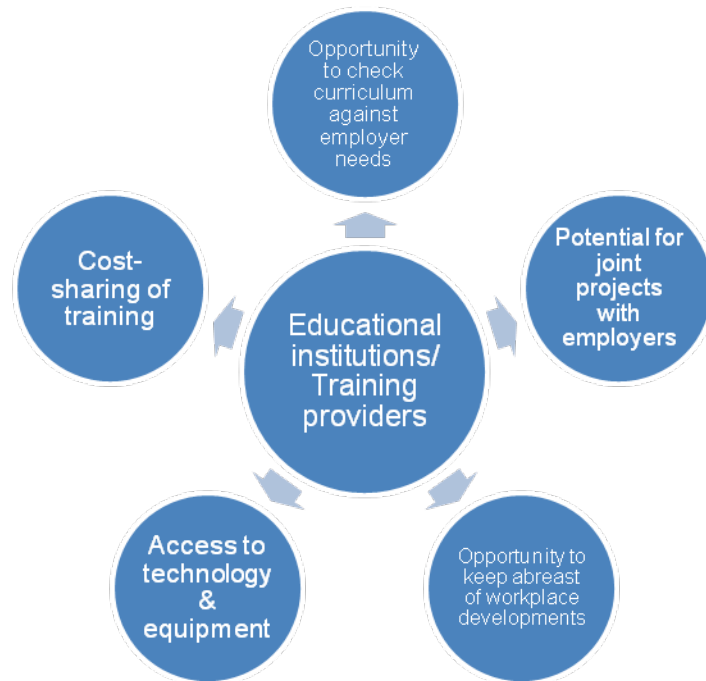 Opportunity
to check
curriculum
against
employer
needs
Potential for
joint
projects
with
employers
Opportunity to
keep abreast
of workplace
developments
Access to
technology
&
equipment
Cost-
sharing of
training
Educational
institutions/
Training
providers